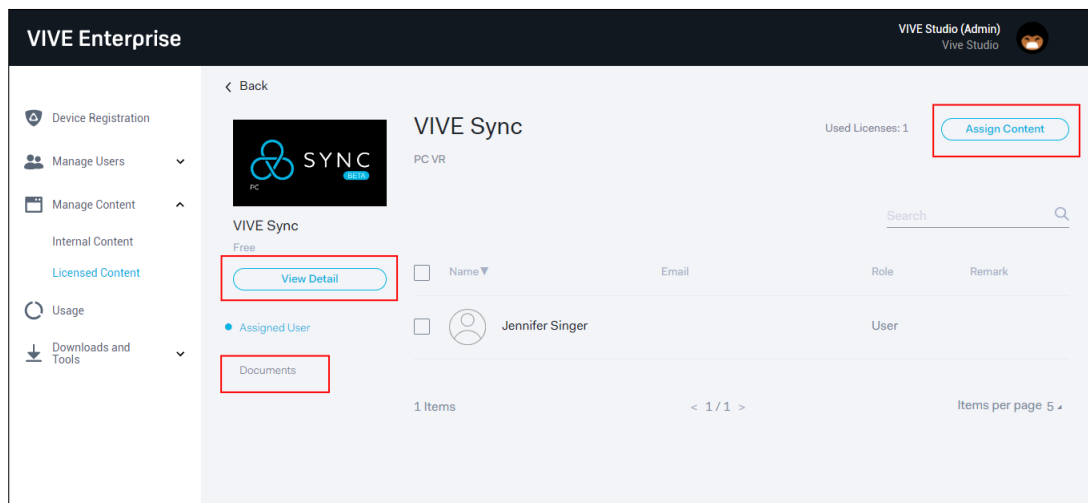 VIVE Enterprise
VIVE Studio (Admin)
Vive Studio
Device Registration
Manage Users
Manage Content
Internal Content
Licensed Content
Usage
Downloads and
Tools
< Back
SYNC
BETA
PC
VIVE Sync
Free
View Detail
Assigned User
Documents
VIVE Sync
PC VR
Used Licenses: 1
Assign Content
Search
Name▼ Email Role Remark
Jennifer Singer User
1 Items < 1 / 1 > Items per page 5